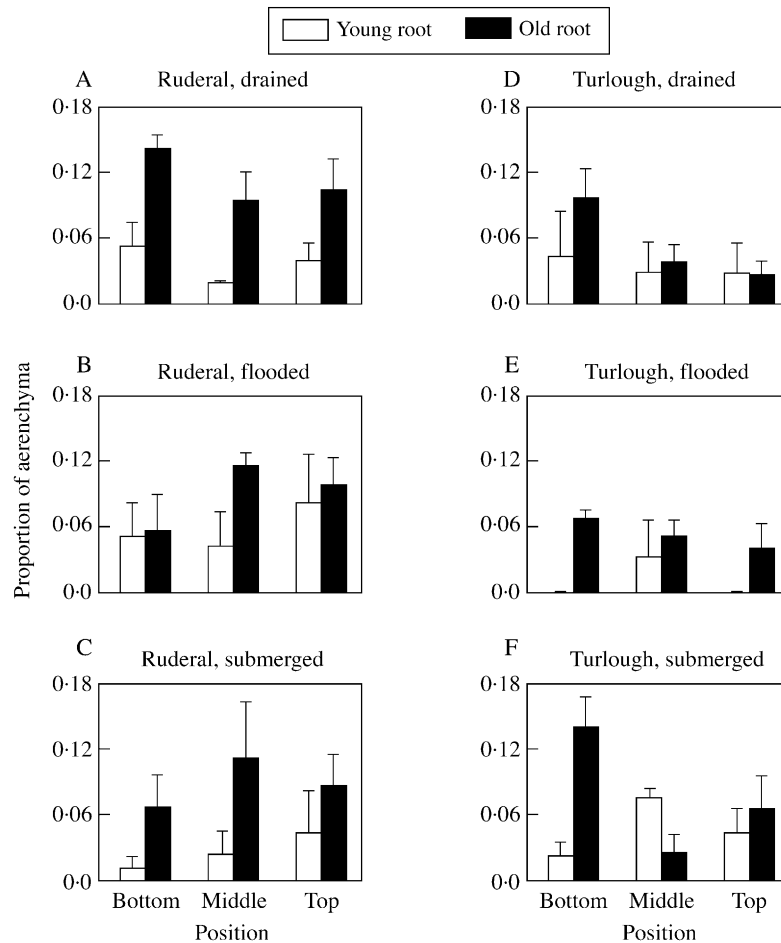 Young root
Old root
A
Ruderal, drained
0·18
0·12
0·06
0·0
D
Turlough, drained
0·18
0·12
0·06
0·0
Proportion of aerenchyma
B
Ruderal, flooded
0·18
0·12
0·06
0·0
E
Turlough, flooded
0·18
0·12
0·06
0·0
C
Ruderal, submerged
0·18
0·12
0·06
0·0
Bottom Middle Top
Position
F
Turlough, submerged
0·18
0·12
0·06
0·0
Bottom Middle Top
Position